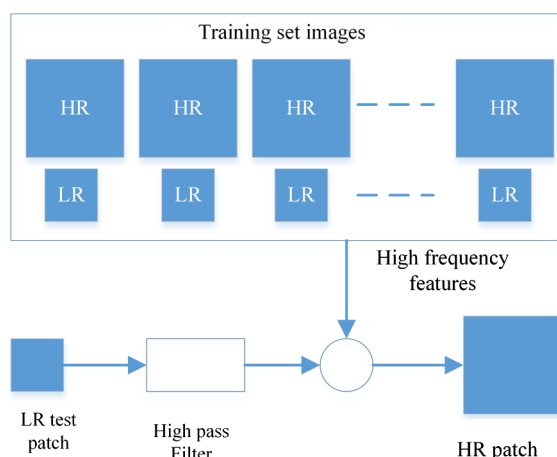 Training set images
HR HR HR HR
LR LR LR LR
High frequency
features
LR test
patch
High pass
Filter
HR patch